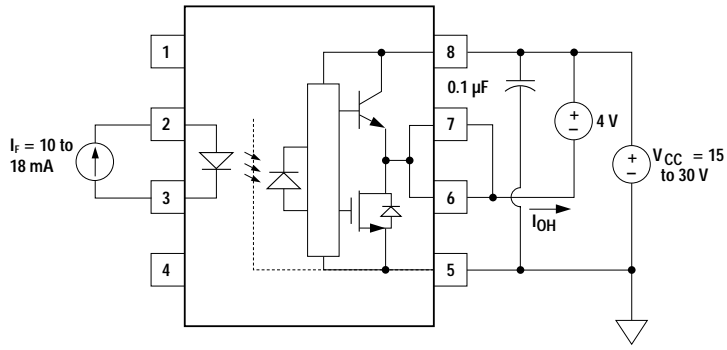 1
8
0.1 µF
I_F = 10 to
18 mA
2
7
+
–
4 V
+
–
V_CC = 15
to 30 V
3
6
I_OH
4
5